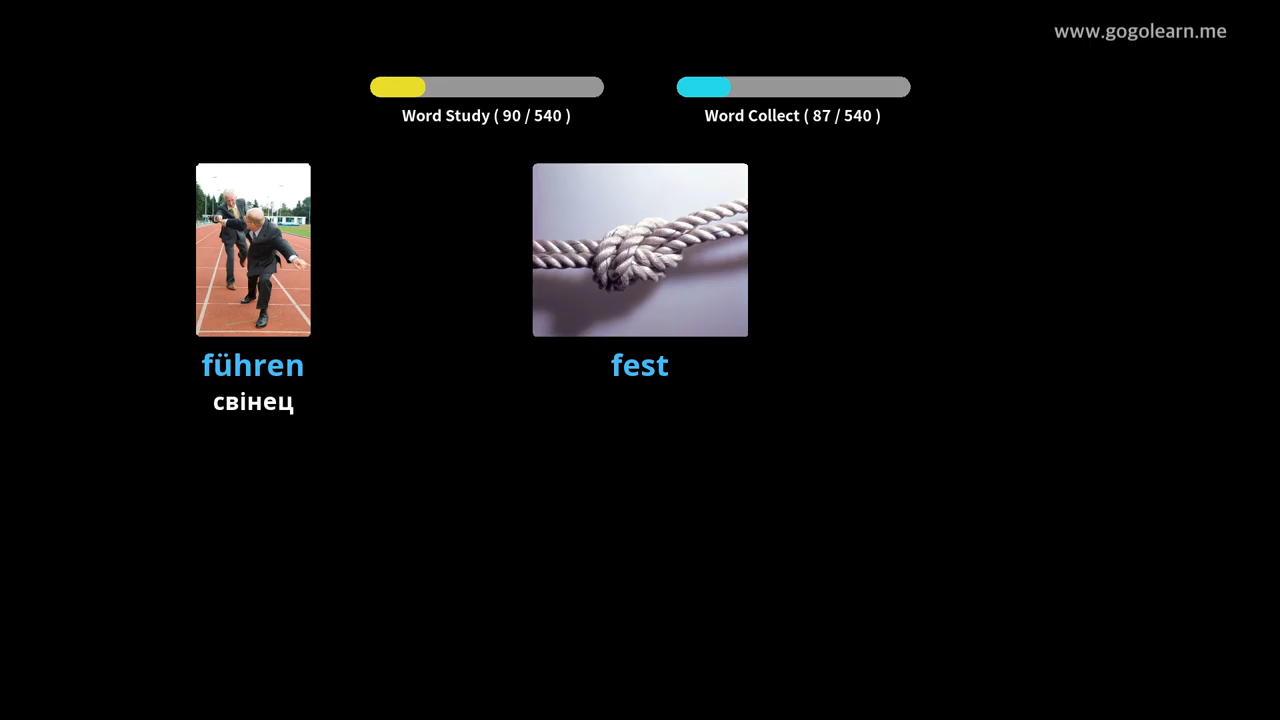 www.gogolearn.me
Word Study ( 90 / 540 )
Word Collect ( 87 / 540 )
führen
fest
свінец